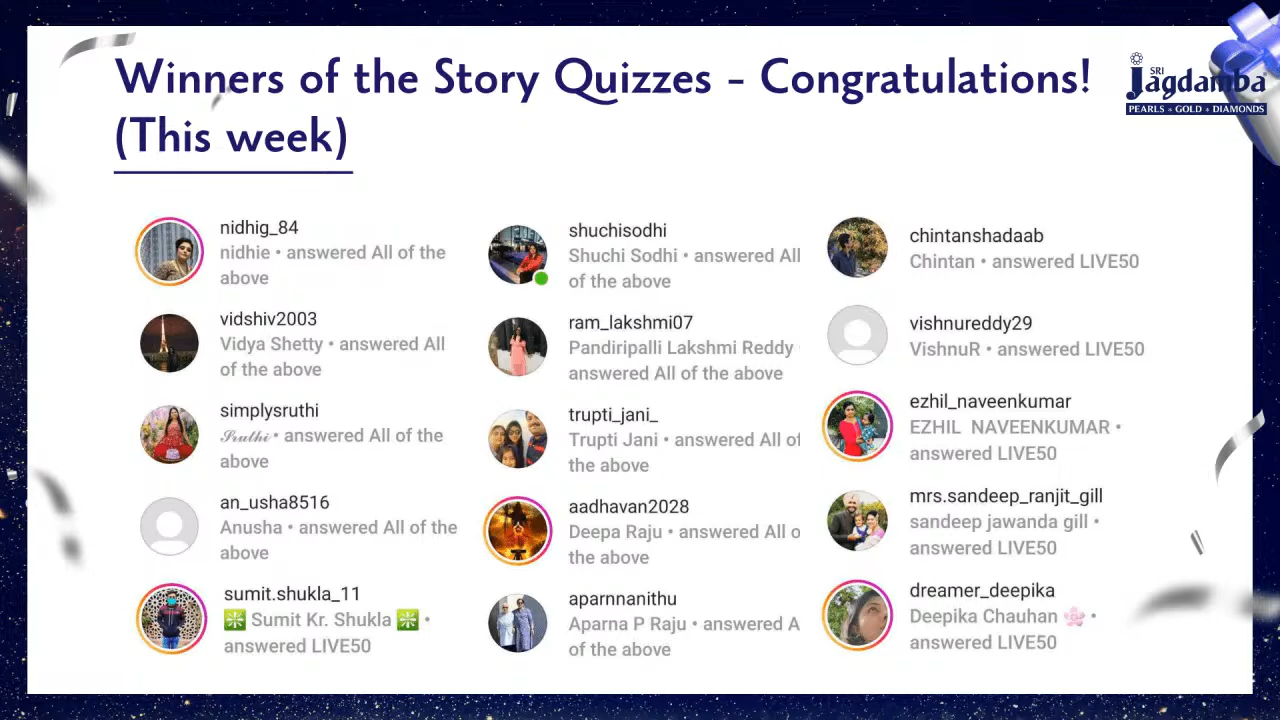 Winners of the Story Quizzes - Congratulations!
(This week)
SRI
Jagdamba
PEARLS GOLD DIAMONDS
nidhig_84
nidhie • answered All of the
above
vidshiv2003
Vidya Shetty • answered All
of the above
simplysruthi
𝒮𝓇𝓊𝓉𝒽𝒾 • answered All of the
above
an_usha8516
Anusha • answered All of the
above
sumit.shukla_11
❇️ Sumit Kr. Shukla ❇️ •
answered LIVE50
shuchisodhi
Shuchi Sodhi • answered All
of the above
ram_lakshmi07
Pandiripalli Lakshmi Reddy
answered All of the above
trupti_jani_
Trupti Jani • answered All of
the above
aadhavan2028
Deepa Raju • answered All o
the above
aparnnanithu
Aparna P Raju • answered A
of the above
chintanshadaab
Chintan • answered LIVE50
vishnureddy29
VishnuR • answered LIVE50
ezhil_naveenkumar
EZHIL NAVEENKUMAR •
answered LIVE50
mrs.sandeep_ranjit_gill
sandeep jawanda gill •
answered LIVE50
dreamer_deepika
Deepika Chauhan 🌸 •
answered LIVE50